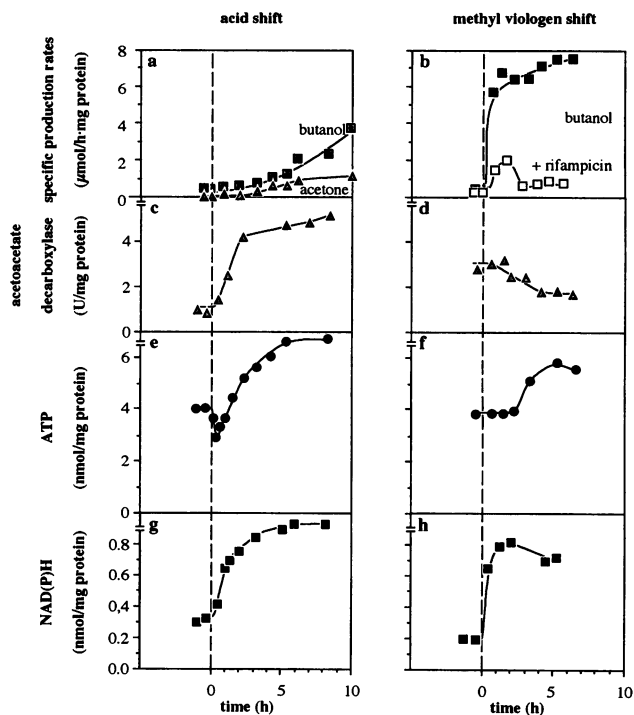 acid shift
methyl viologen shift
specific production rates
(μmol/h·mg protein)
8
6
4
2
0
a
butanol
acetone
b
butanol
+ rifampicin
acetoacetate
decarboxylase
(U/mg protein)
4
2
0
c
d
ATP
(nmol/mg protein)
6
4
2
0
e
f
NAD(P)H
(nmol/mg protein)
0.8
0.6
0.4
0.2
0.0
g
h
0
5
10
time (h)
0
5
10
time (h)